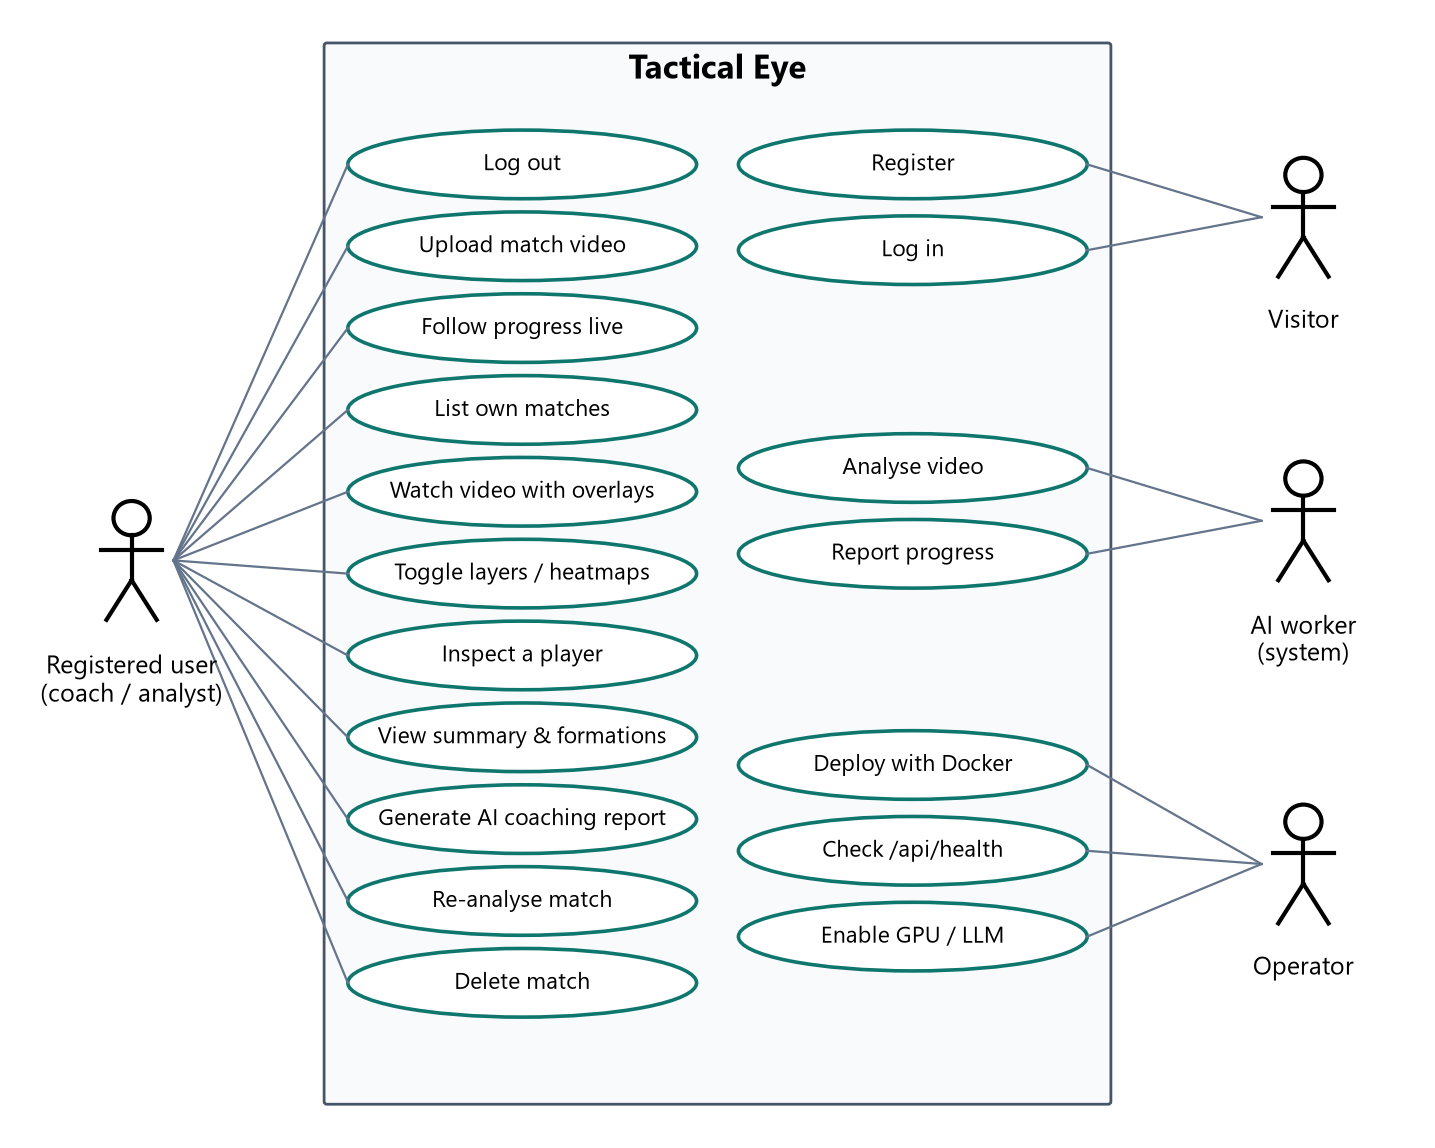 Tactical Eye
Log out
Upload match video
Follow progress live
List own matches
Watch video with overlays
Toggle layers / heatmaps
Inspect a player
View summary & formations
Generate AI coaching report
Re-analyse match
Delete match
Register
Log in
Analyse video
Report progress
Deploy with Docker
Check /api/health
Enable GPU / LLM
Registered user
(coach / analyst)
Visitor
AI worker
(system)
Operator